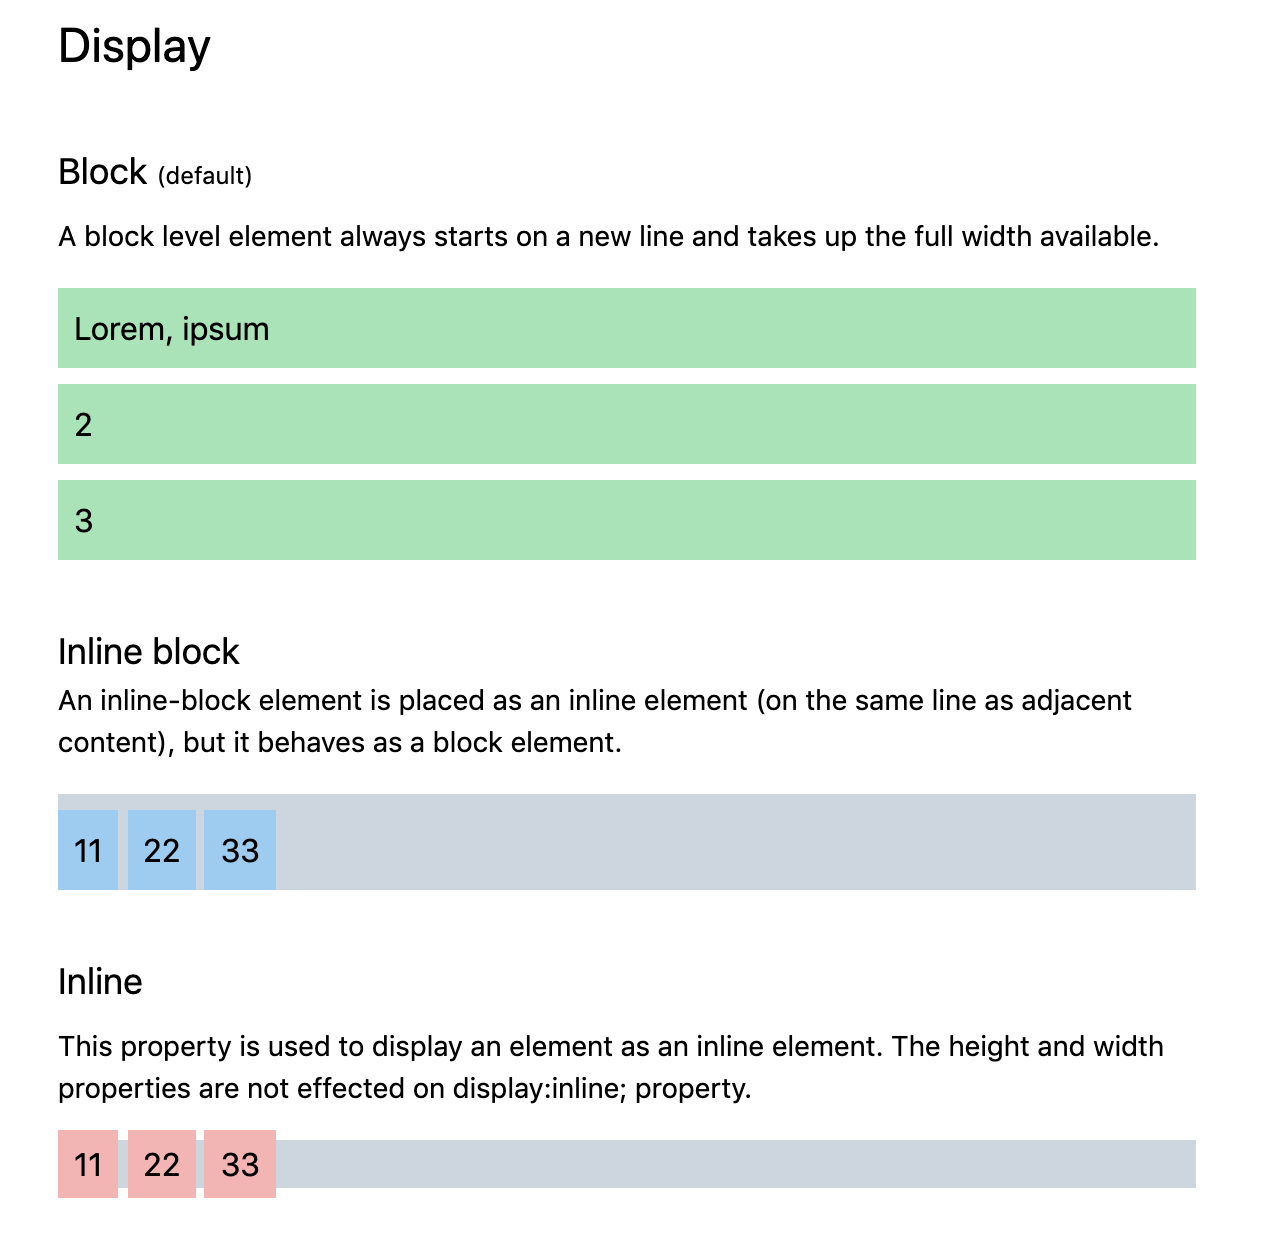 Display
Block (default)
A block level element always starts on a new line and takes up the full width available.
Lorem, ipsum
2
3
Inline block
An inline-block element is placed as an inline element (on the same line as adjacent
content), but it behaves as a block element.
11 22 33
Inline
This property is used to display an element as an inline element. The height and width
properties are not effected on display:inline; property.
11 22 33